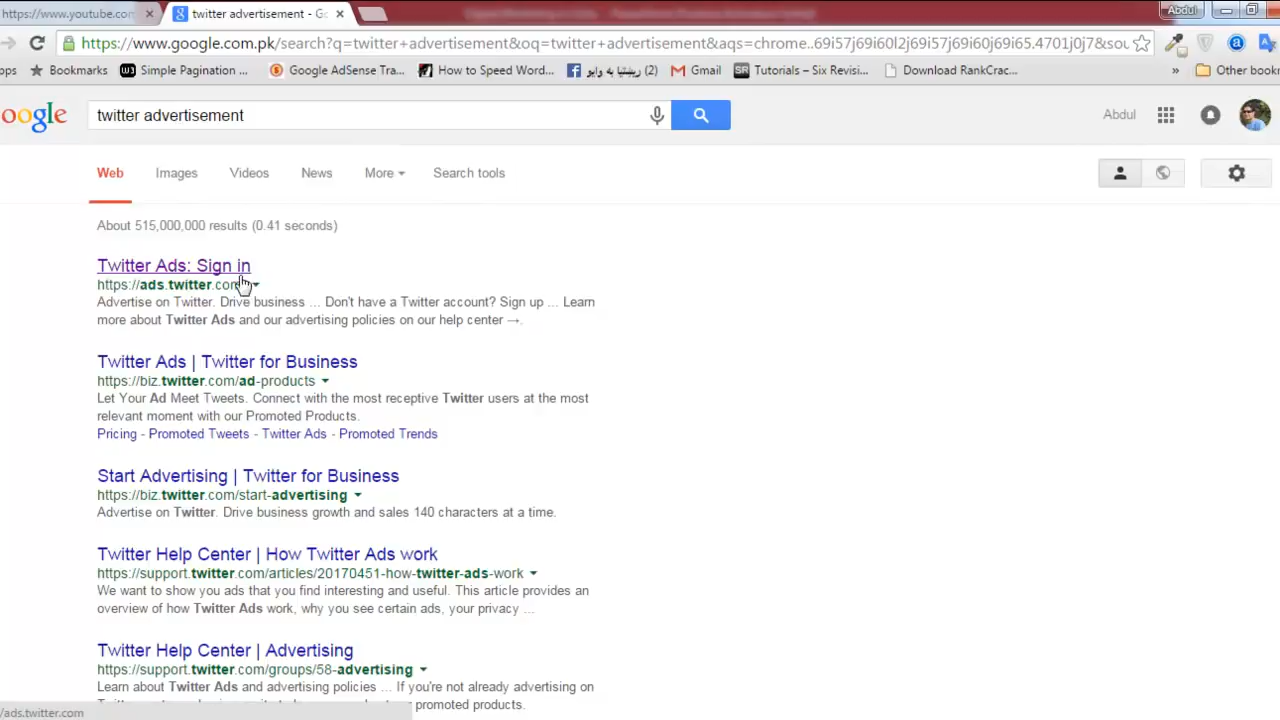 https://www.youtube.com
twitter advertisement - Go
Abdul
https://www.google.com.pk/search?q=twitter+advertisement&oq=twitter+advertisement&aqs=chrome..69i57j69i60l2j69i57j69i60j69i65.4701j0j7&sou
ops Bookmarks Simple Pagination ... Google AdSense Tra... How to Speed Word... (2) ریښتیا به وایو Gmail SR Tutorials – Six Revisi... Download RankCrac... » Other bookm
oogle twitter advertisement Abdul
Web Images Videos News More Search tools
About 515,000,000 results (0.41 seconds)
Twitter Ads: Sign in
https://ads.twitter.com
Advertise on Twitter. Drive business ... Don't have a Twitter account? Sign up ... Learn
more about Twitter Ads and our advertising policies on our help center →.
Twitter Ads | Twitter for Business
https://biz.twitter.com/ad-products
Let Your Ad Meet Tweets. Connect with the most receptive Twitter users at the most
relevant moment with our Promoted Products.
Pricing - Promoted Tweets - Twitter Ads - Promoted Trends
Start Advertising | Twitter for Business
https://biz.twitter.com/start-advertising
Advertise on Twitter. Drive business growth and sales 140 characters at a time.
Twitter Help Center | How Twitter Ads work
https://support.twitter.com/articles/20170451-how-twitter-ads-work
We want to show you ads that you find interesting and useful. This article provides an
overview of how Twitter Ads work, why you see certain ads, your privacy ...
Twitter Help Center | Advertising
https://support.twitter.com/groups/58-advertising
Learn about Twitter Ads and advertising policies ... If you're not already advertising on
promoted products.
/ads.twitter.com